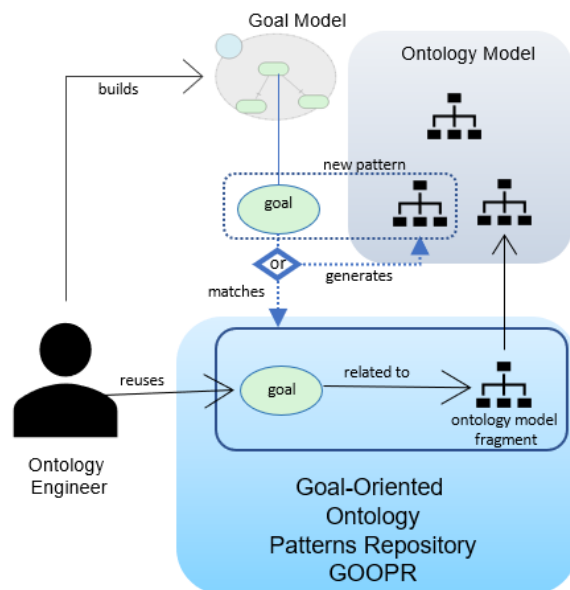 Goal Model
Ontology Model
builds
new pattern
goal
or
generates
matches
reuses
goal
related to
ontology model
fragment
Ontology
Engineer
Goal-Oriented
Ontology
Patterns Repository
GOOPR